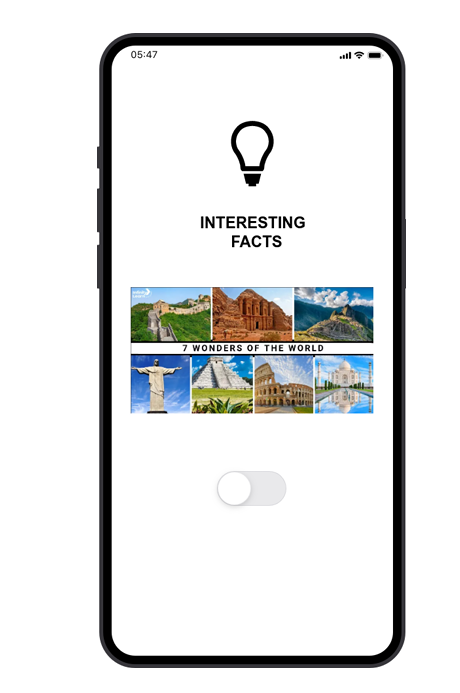 05:47
INTERESTING
FACTS
7 WONDERS OF THE WORLD